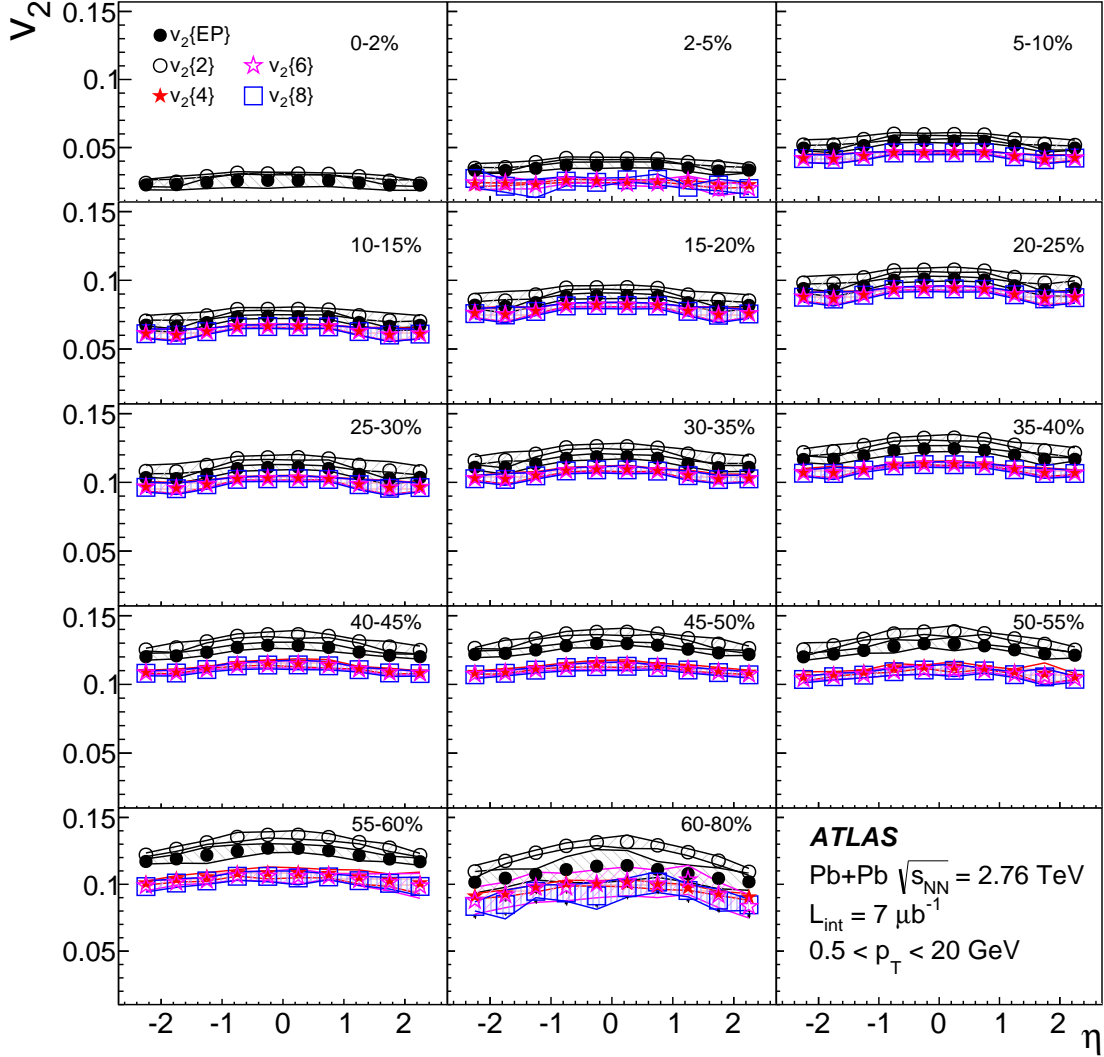 v₂
0.15
0.1
0.05
v₂{EP}
v₂{2}
v₂{6}
v₂{4}
v₂{8}
0-2%
2-5%
5-10%
0.15
0.1
0.05
10-15%
15-20%
20-25%
0.15
0.1
0.05
25-30%
30-35%
35-40%
0.15
0.1
0.05
40-45%
45-50%
50-55%
0.15
0.1
0.05
55-60%
60-80%
ATLAS
Pb+Pb √s_NN = 2.76 TeV
L_int = 7 μb⁻¹
0.5 < p_T < 20 GeV
-2 -1 0 1 2
-2 -1 0 1 2
-2 -1 0 1 2
η